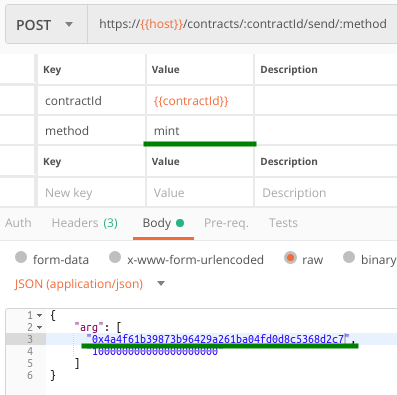 POST https://{{host}}/contracts/:contractId/send/:method
Key Value Description
contractId {{contractId}}
method mint
Key Value Description
New key Value Description
Auth Headers (3) Body Pre-req. Tests
form-data x-www-form-urlencoded raw binary
JSON (application/json)
1 {
2 "arg": [
3 "0x4a4f61b39873b96429a261ba04fd0d8c5368d2c7",
4 "100000000000000000000"
5 ]
6 }